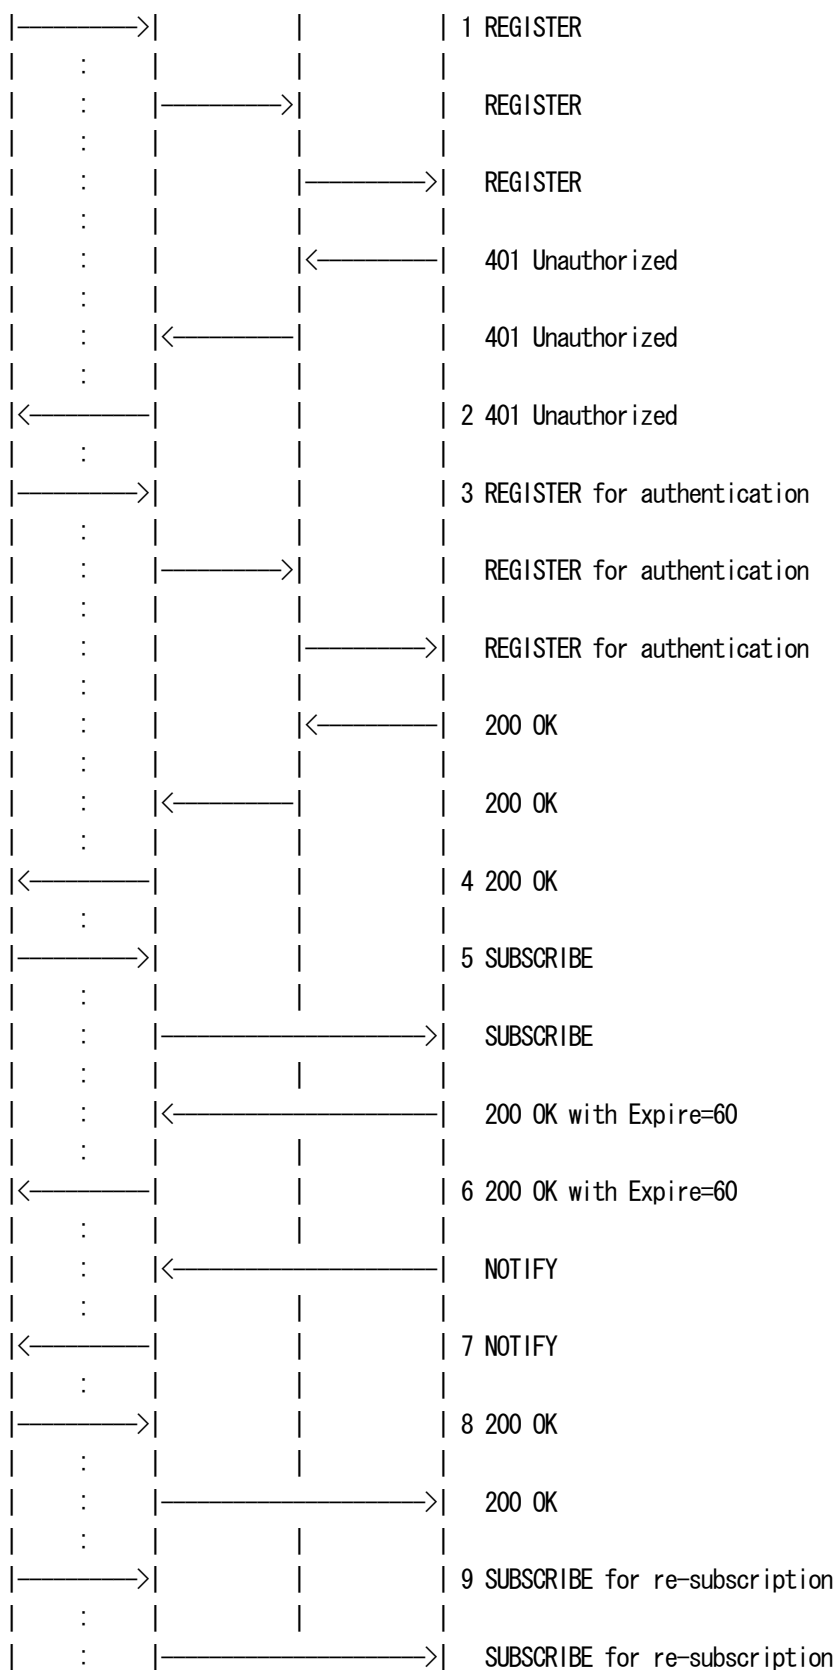 1 REGISTER
REGISTER
REGISTER
401 Unauthorized
401 Unauthorized
2 401 Unauthorized
3 REGISTER for authentication
REGISTER for authentication
REGISTER for authentication
200 OK
200 OK
4 200 OK
5 SUBSCRIBE
SUBSCRIBE
200 OK with Expire=60
6 200 OK with Expire=60
NOTIFY
7 NOTIFY
8 200 OK
200 OK
9 SUBSCRIBE for re-subscription
SUBSCRIBE for re-subscription